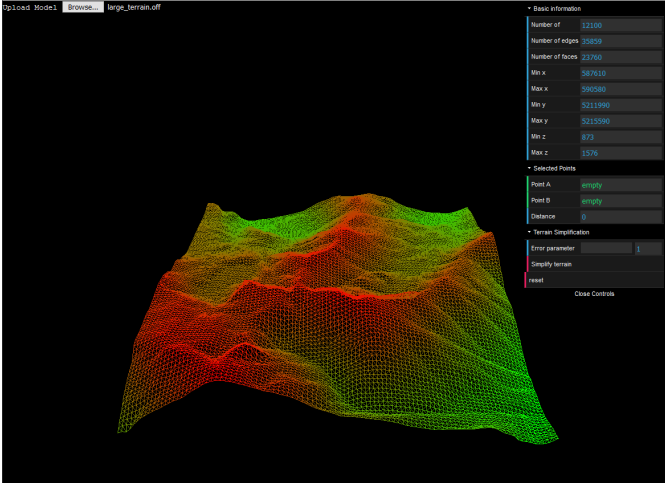 Upload Model Browse... large_terrain.off
Basic information
Number of 12100
Number of edges 35859
Number of faces 23760
Min x 587610
Max x 590580
Min y 5211990
Max y 5215590
Min z 873
Max z 1576
Selected Points
Point A empty
Point B empty
Distance 0
Terrain Simplification
Error parameter 1
Simplify terrain
reset
Close Controls